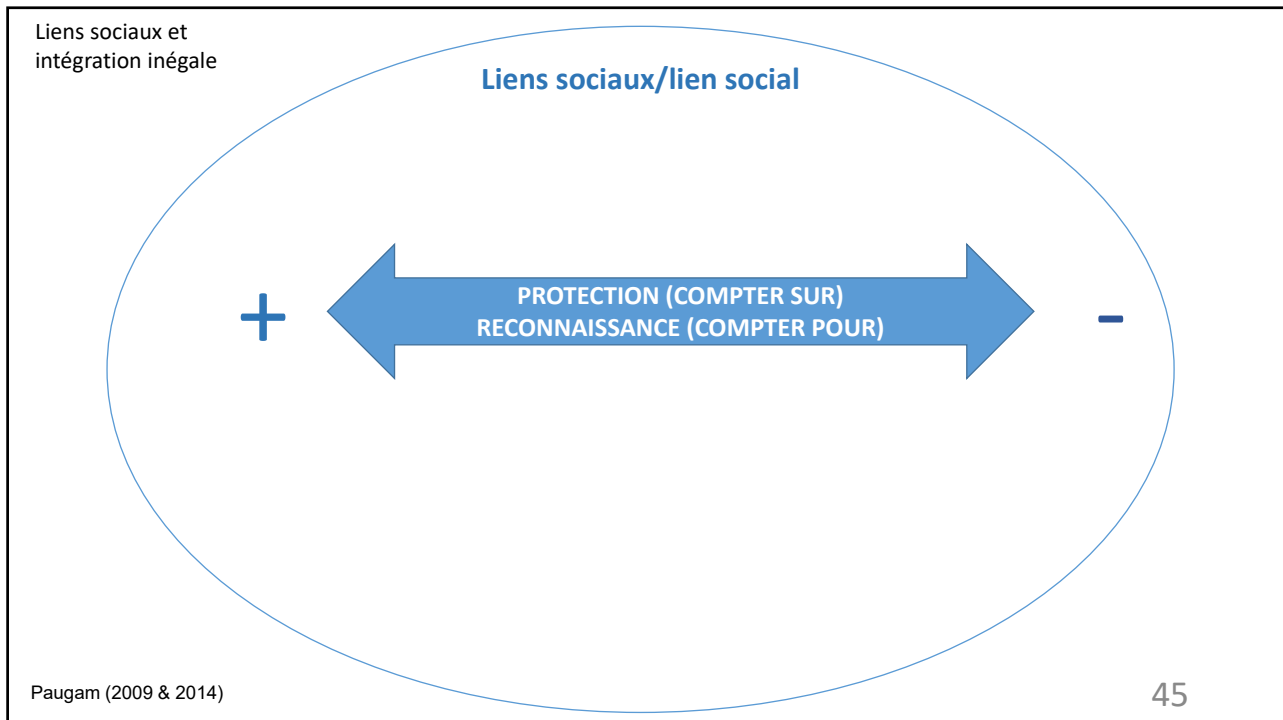 Liens sociaux et
intégration inégale
Liens sociaux/lien social
+
-
PROTECTION (COMPTER SUR)
RECONNAISSANCE (COMPTER POUR)
Paugam (2009 & 2014)
45